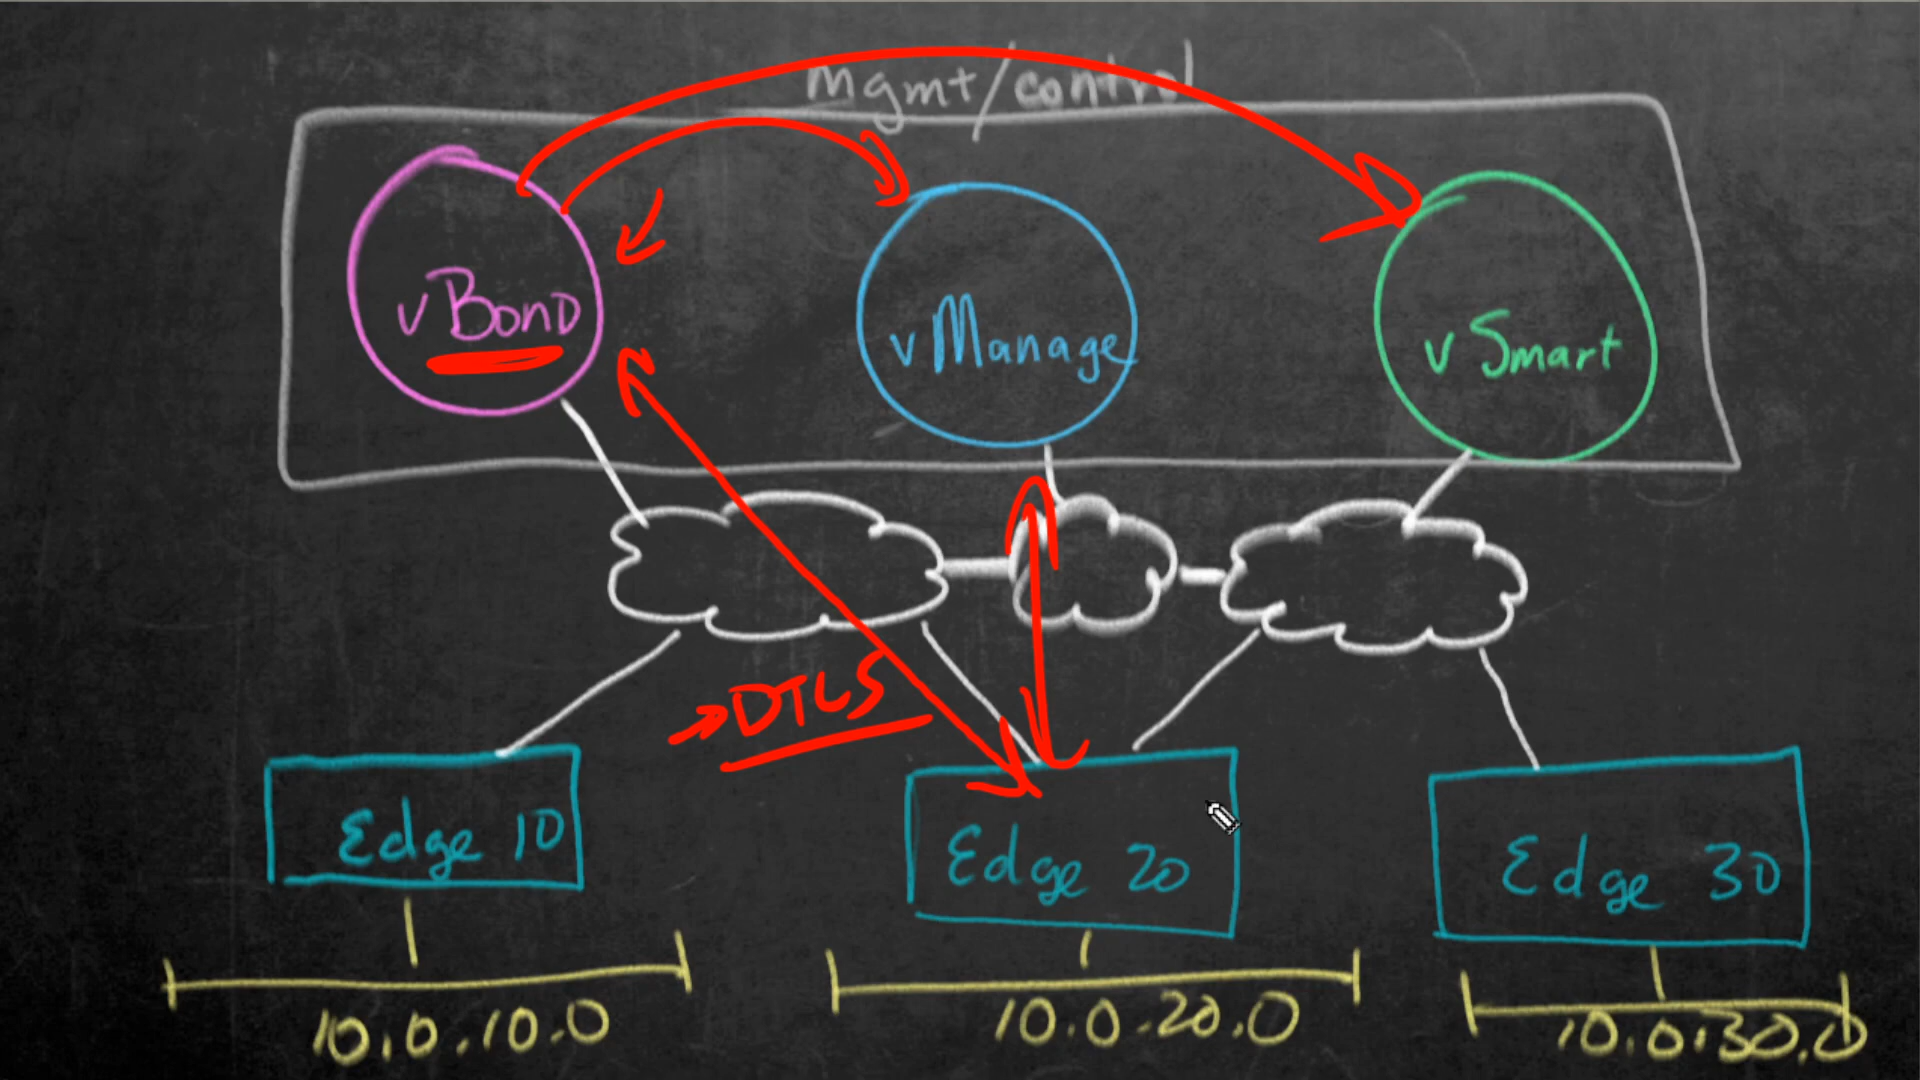 mgmt/control
vBond
vManage
vSmart
DTLS
Edge 10
Edge 20
Edge 30
10.0.10.0
10.0.20.0
10.0.30.0